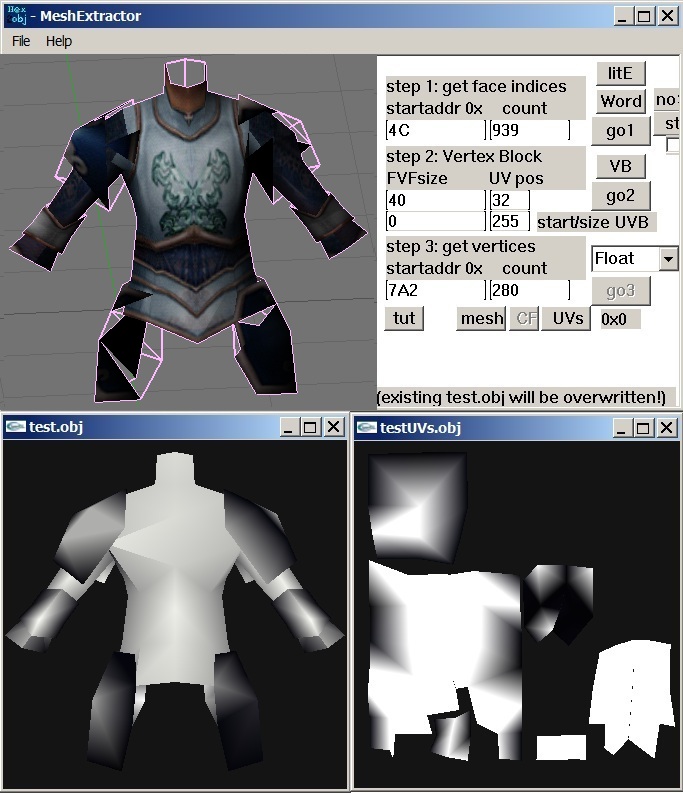 Hex obj - MeshExtractor
File Help
litE
step 1: get face indices
startaddr 0x count
Word
4C 939
go1
step 2: Vertex Block
FVFsize UV pos
VB
40 32
go2
0 255 start/size UVB
step 3: get vertices
startaddr 0x count
Float
7A2 280
go3
tut mesh CF UVs 0x0
(existing test.obj will be overwritten!)
test.obj
testUVs.obj